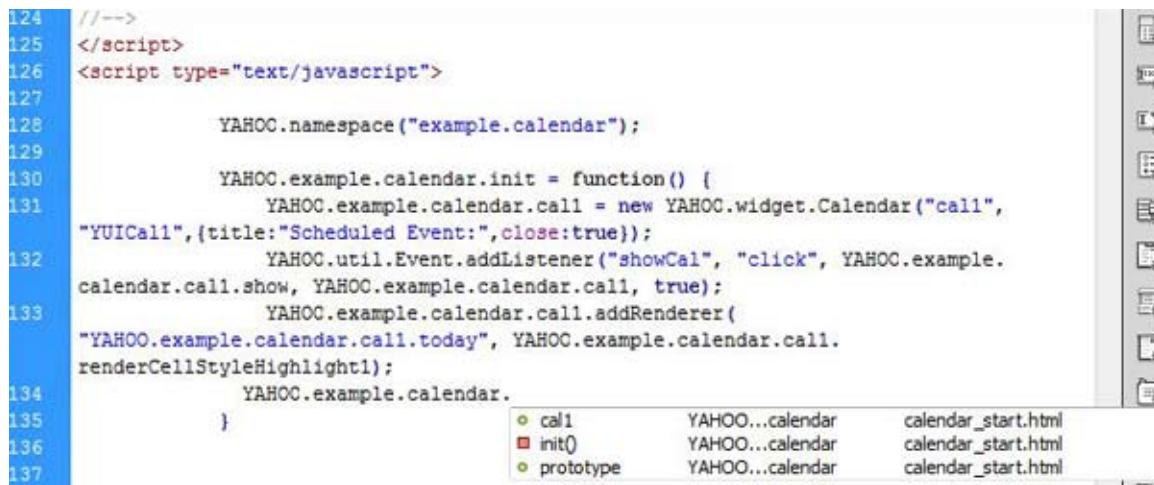 124 //-->
125 </script>
126 <script type="text/javascript">
127
128 YAHOO.namespace("example.calendar");
129
130 YAHOO.example.calendar.init = function() {
131 YAHOO.example.calendar.cal1 = new YAHOO.widget.Calendar("cal1",
"YUICal1",{title:"Scheduled Event:",close:true});
132 YAHOO.util.Event.addListener("showCal", "click", YAHOO.example.
calendar.cal1.show, YAHOO.example.calendar.cal1, true);
133 YAHOO.example.calendar.cal1.addRenderer(
"YAHOO.example.calendar.cal1.today", YAHOO.example.calendar.cal1.
renderCellStyleHighlight1);
134 YAHOO.example.calendar.
135 }
cal1 YAHOO...calendar calendar_start.html
136
init() YAHOO...calendar calendar_start.html
137
prototype YAHOO...calendar calendar_start.html